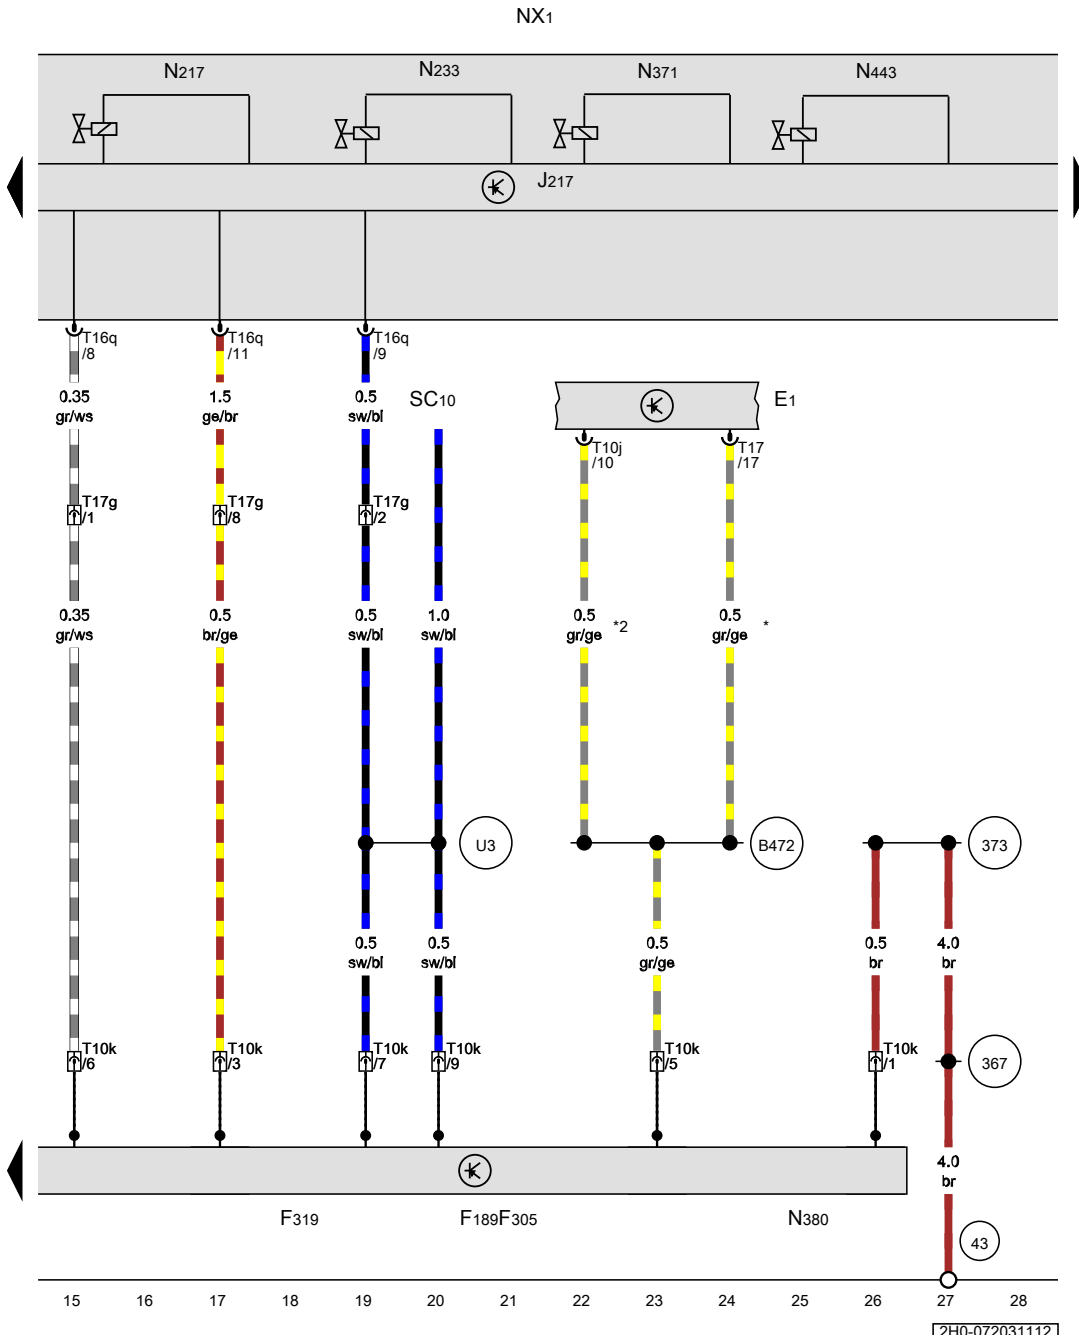 NX1
N217 N233 N371 N443
J217
T16q T16q T16q
/8 /11 /9
0.35 1.5 0.5 SC10 E1
gr/ws ge/br sw/bl
T10j T17
/10 /17
T17g T17g T17g
/1 /8 /2
0.35 0.5 0.5 1.0 0.5 *2 0.5 *
gr/ws br/ge sw/bl sw/bl gr/ge gr/ge
U3 B472 373
0.5 0.5 0.5 0.5 4.0
sw/bl sw/bl gr/ge br br
T10k T10k T10k T10k T10k T10k
/6 /3 /7 /9 /5 /1 367
4.0
br
F319 F189F305 N380
43
15 16 17 18 19 20 21 22 23 24 25 26 27 28
2H0-072031112